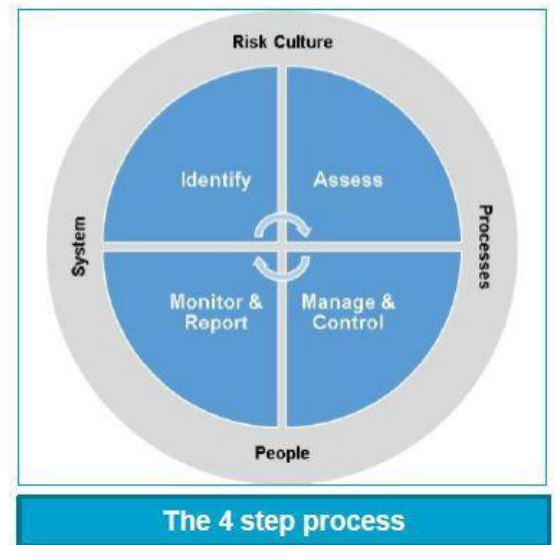 Risk Culture
Identify
Assess
System
Processes
Monitor &
Report
Manage &
Control
People
The 4 step process